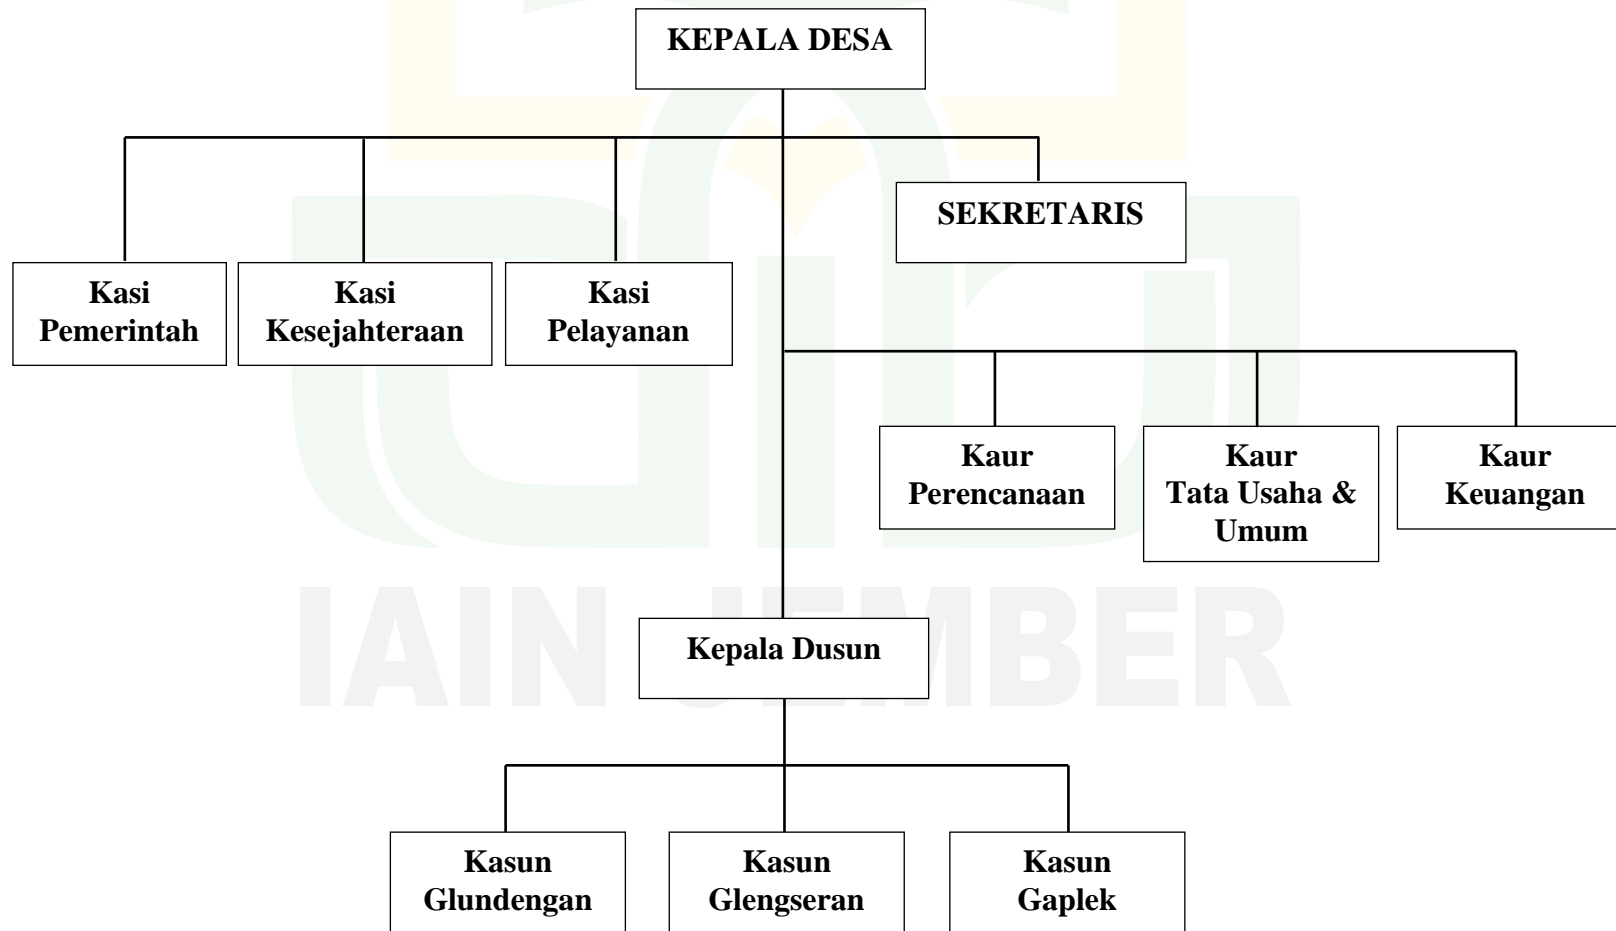 KEPALA DESA
SEKRETARIS
Kasi
Pemerintah
Kasi
Kesejahteraan
Kasi
Pelayanan
Kaur
Perencanaan
Kaur
Tata Usaha &
Umum
Kaur
Keuangan
Kepala Dusun
Kasun
Glundengan
Kasun
Glengseran
Kasun
Gaplek
IAIN JEMBER